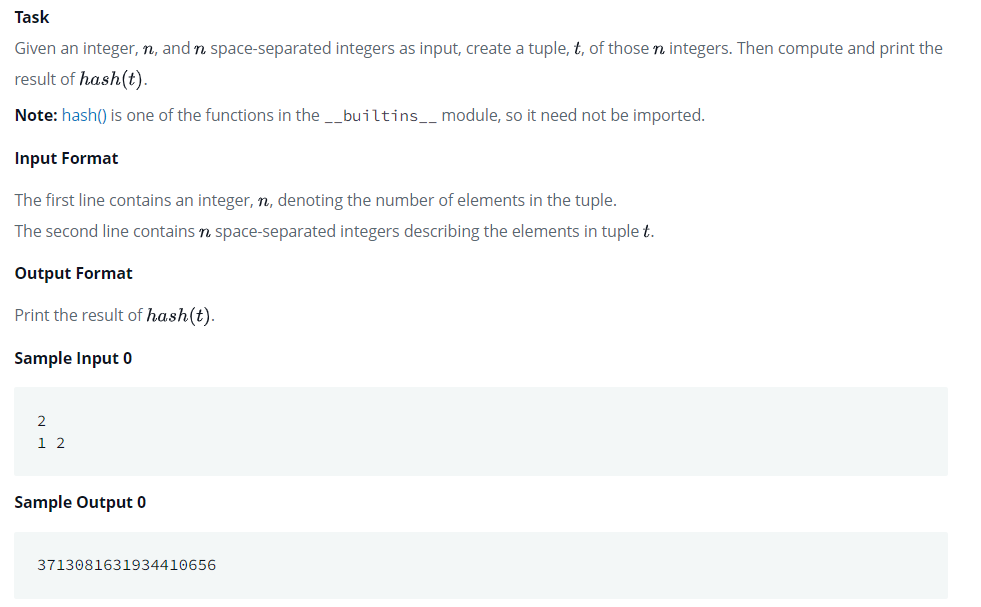 Task
Given an integer, n, and n space-separated integers as input, create a tuple, t, of those n integers. Then compute and print the
result of hash(t).
Note: hash() is one of the functions in the __builtins__ module, so it need not be imported.
Input Format
The first line contains an integer, n, denoting the number of elements in the tuple.
The second line contains n space-separated integers describing the elements in tuple t.
Output Format
Print the result of hash(t).
Sample Input 0
2
1 2
Sample Output 0
3713081631934410656